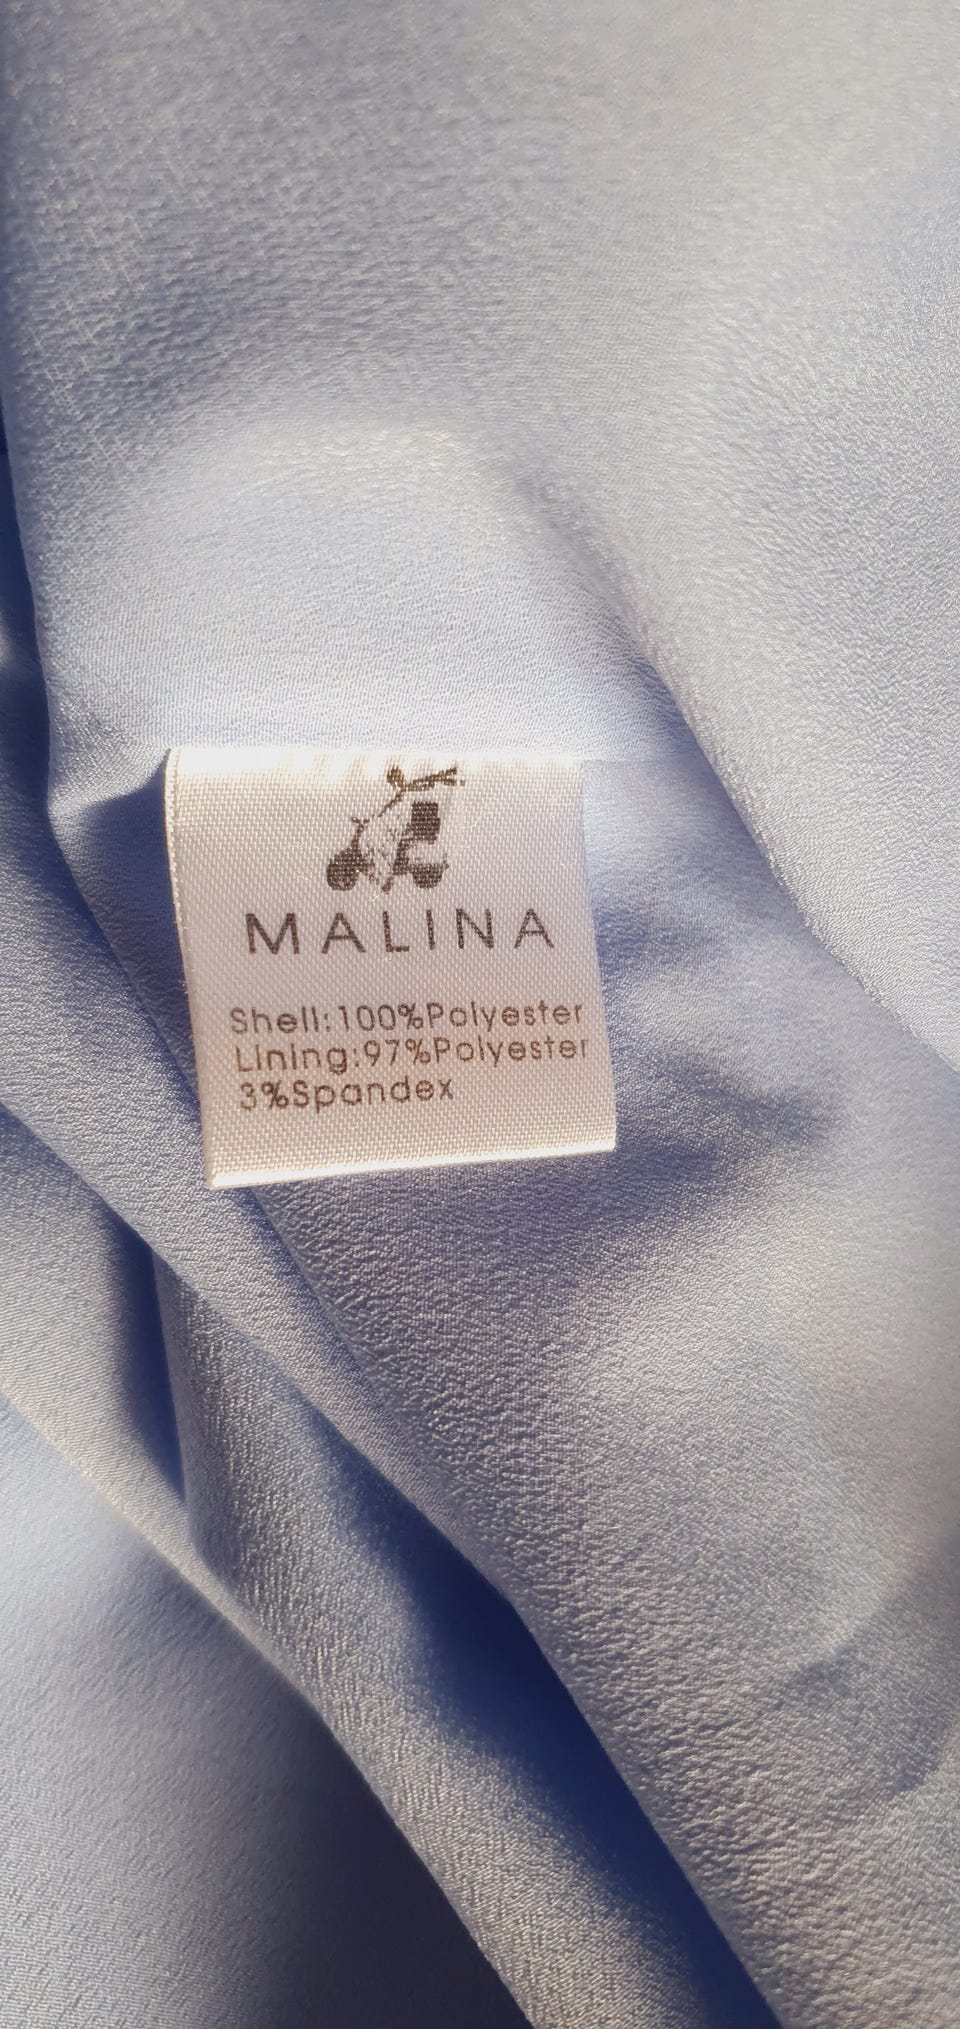 MALINA
Shell:100%Polyester
Lining:97%Polyester
3%Spandex